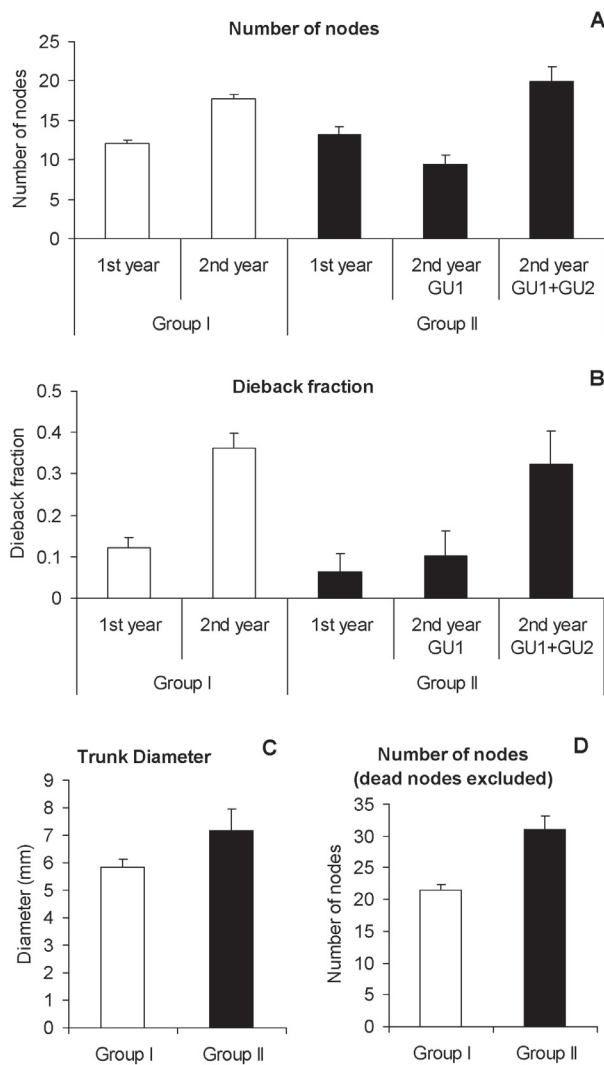 A
Number of nodes
25
20
15
10
5
0
Number of nodes
1st year
2nd year
1st year
2nd year
GU1
2nd year
GU1+GU2
Group I
Group II
B
Dieback fraction
0.5
0.4
0.3
0.2
0.1
0
Dieback fraction
1st year
2nd year
1st year
2nd year
GU1
2nd year
GU1+GU2
Group I
Group II
C
Trunk Diameter
9
8
7
6
5
4
3
2
1
0
Diameter (mm)
Group I
Group II
D
Number of nodes
(dead nodes excluded)
35
30
25
20
15
10
5
0
Number of nodes
Group I
Group II